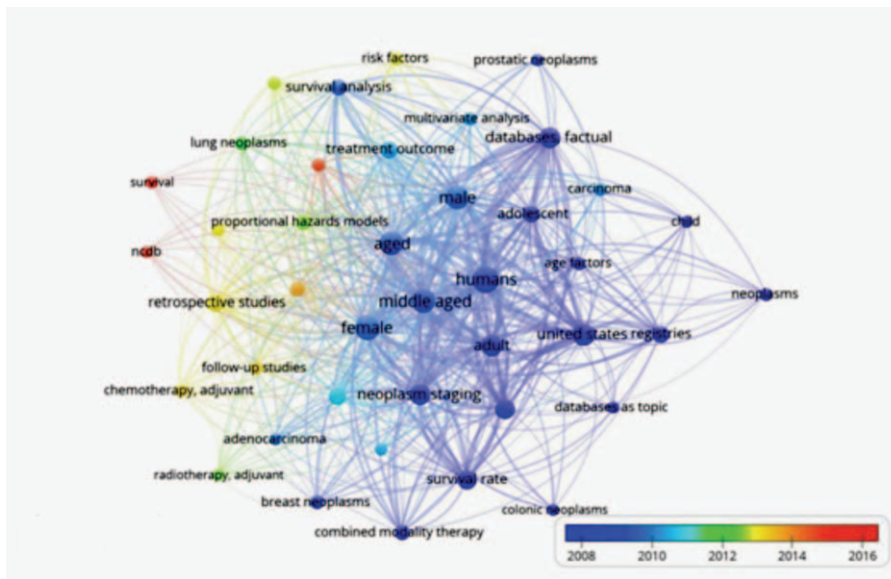 risk factors
prostatic neoplasms
survival analysis
multivariate analysis
databases, factual
lung neoplasms
treatment outcome
survival
carcinoma
male
adolescent
proportional hazards models
child
aged
ncdb
age factors
humans
neoplasms
retrospective studies
middle aged
female
united states
registries
adult
follow-up studies
chemotherapy, adjuvant
neoplasm staging
databases as topic
adenocarcinoma
radiotherapy, adjuvant
survival rate
breast neoplasms
colonic neoplasms
combined modality therapy
2008 2010 2012 2014 2016